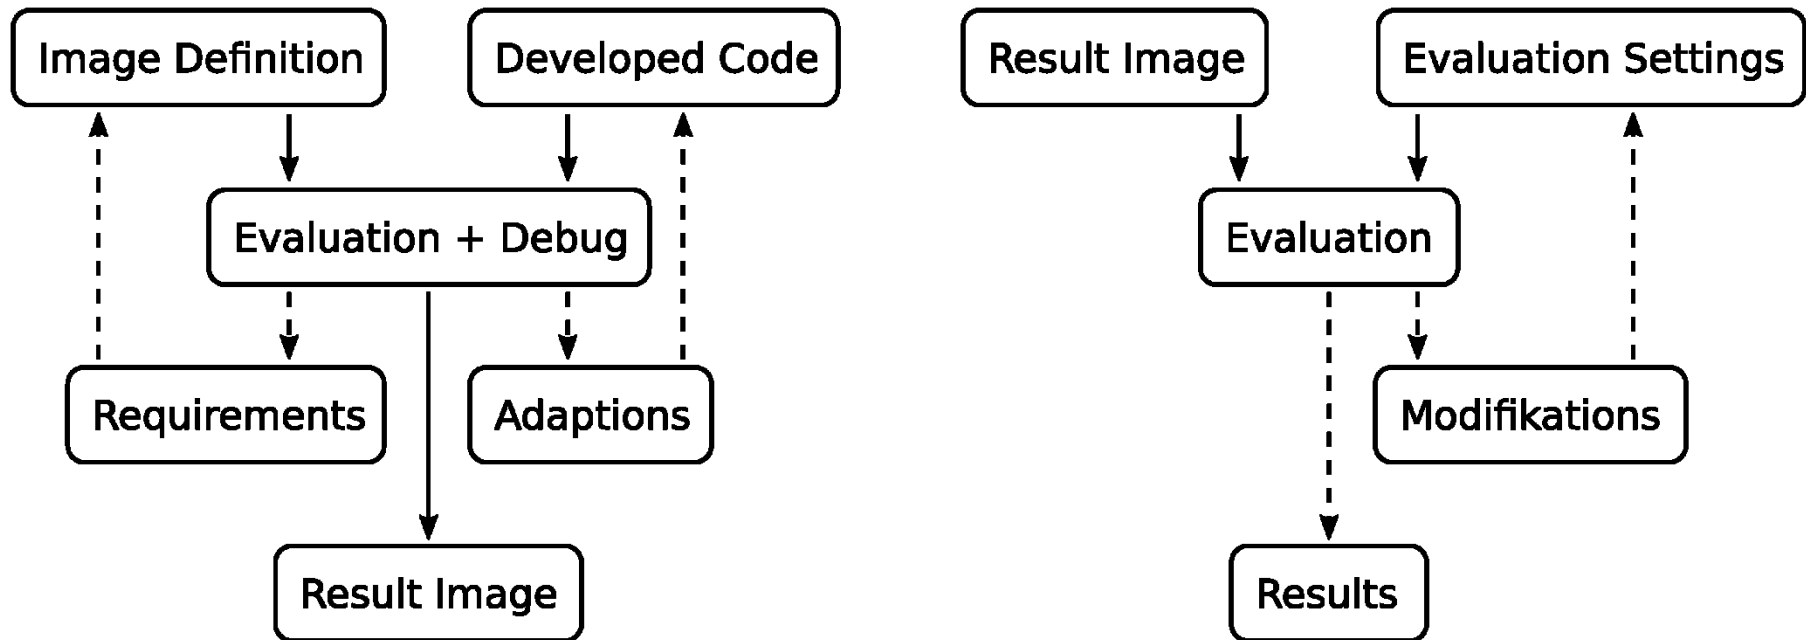 Image Definition
Developed Code
Evaluation + Debug
Requirements
Adaptions
Result Image
Result Image
Evaluation Settings
Evaluation
Modifikations
Results